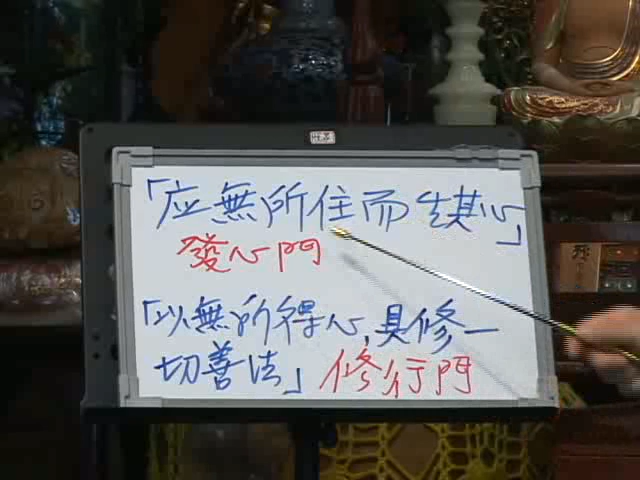 「应無所住而生其心」
發心門
「以無所得心,具修一
切善法」修行門